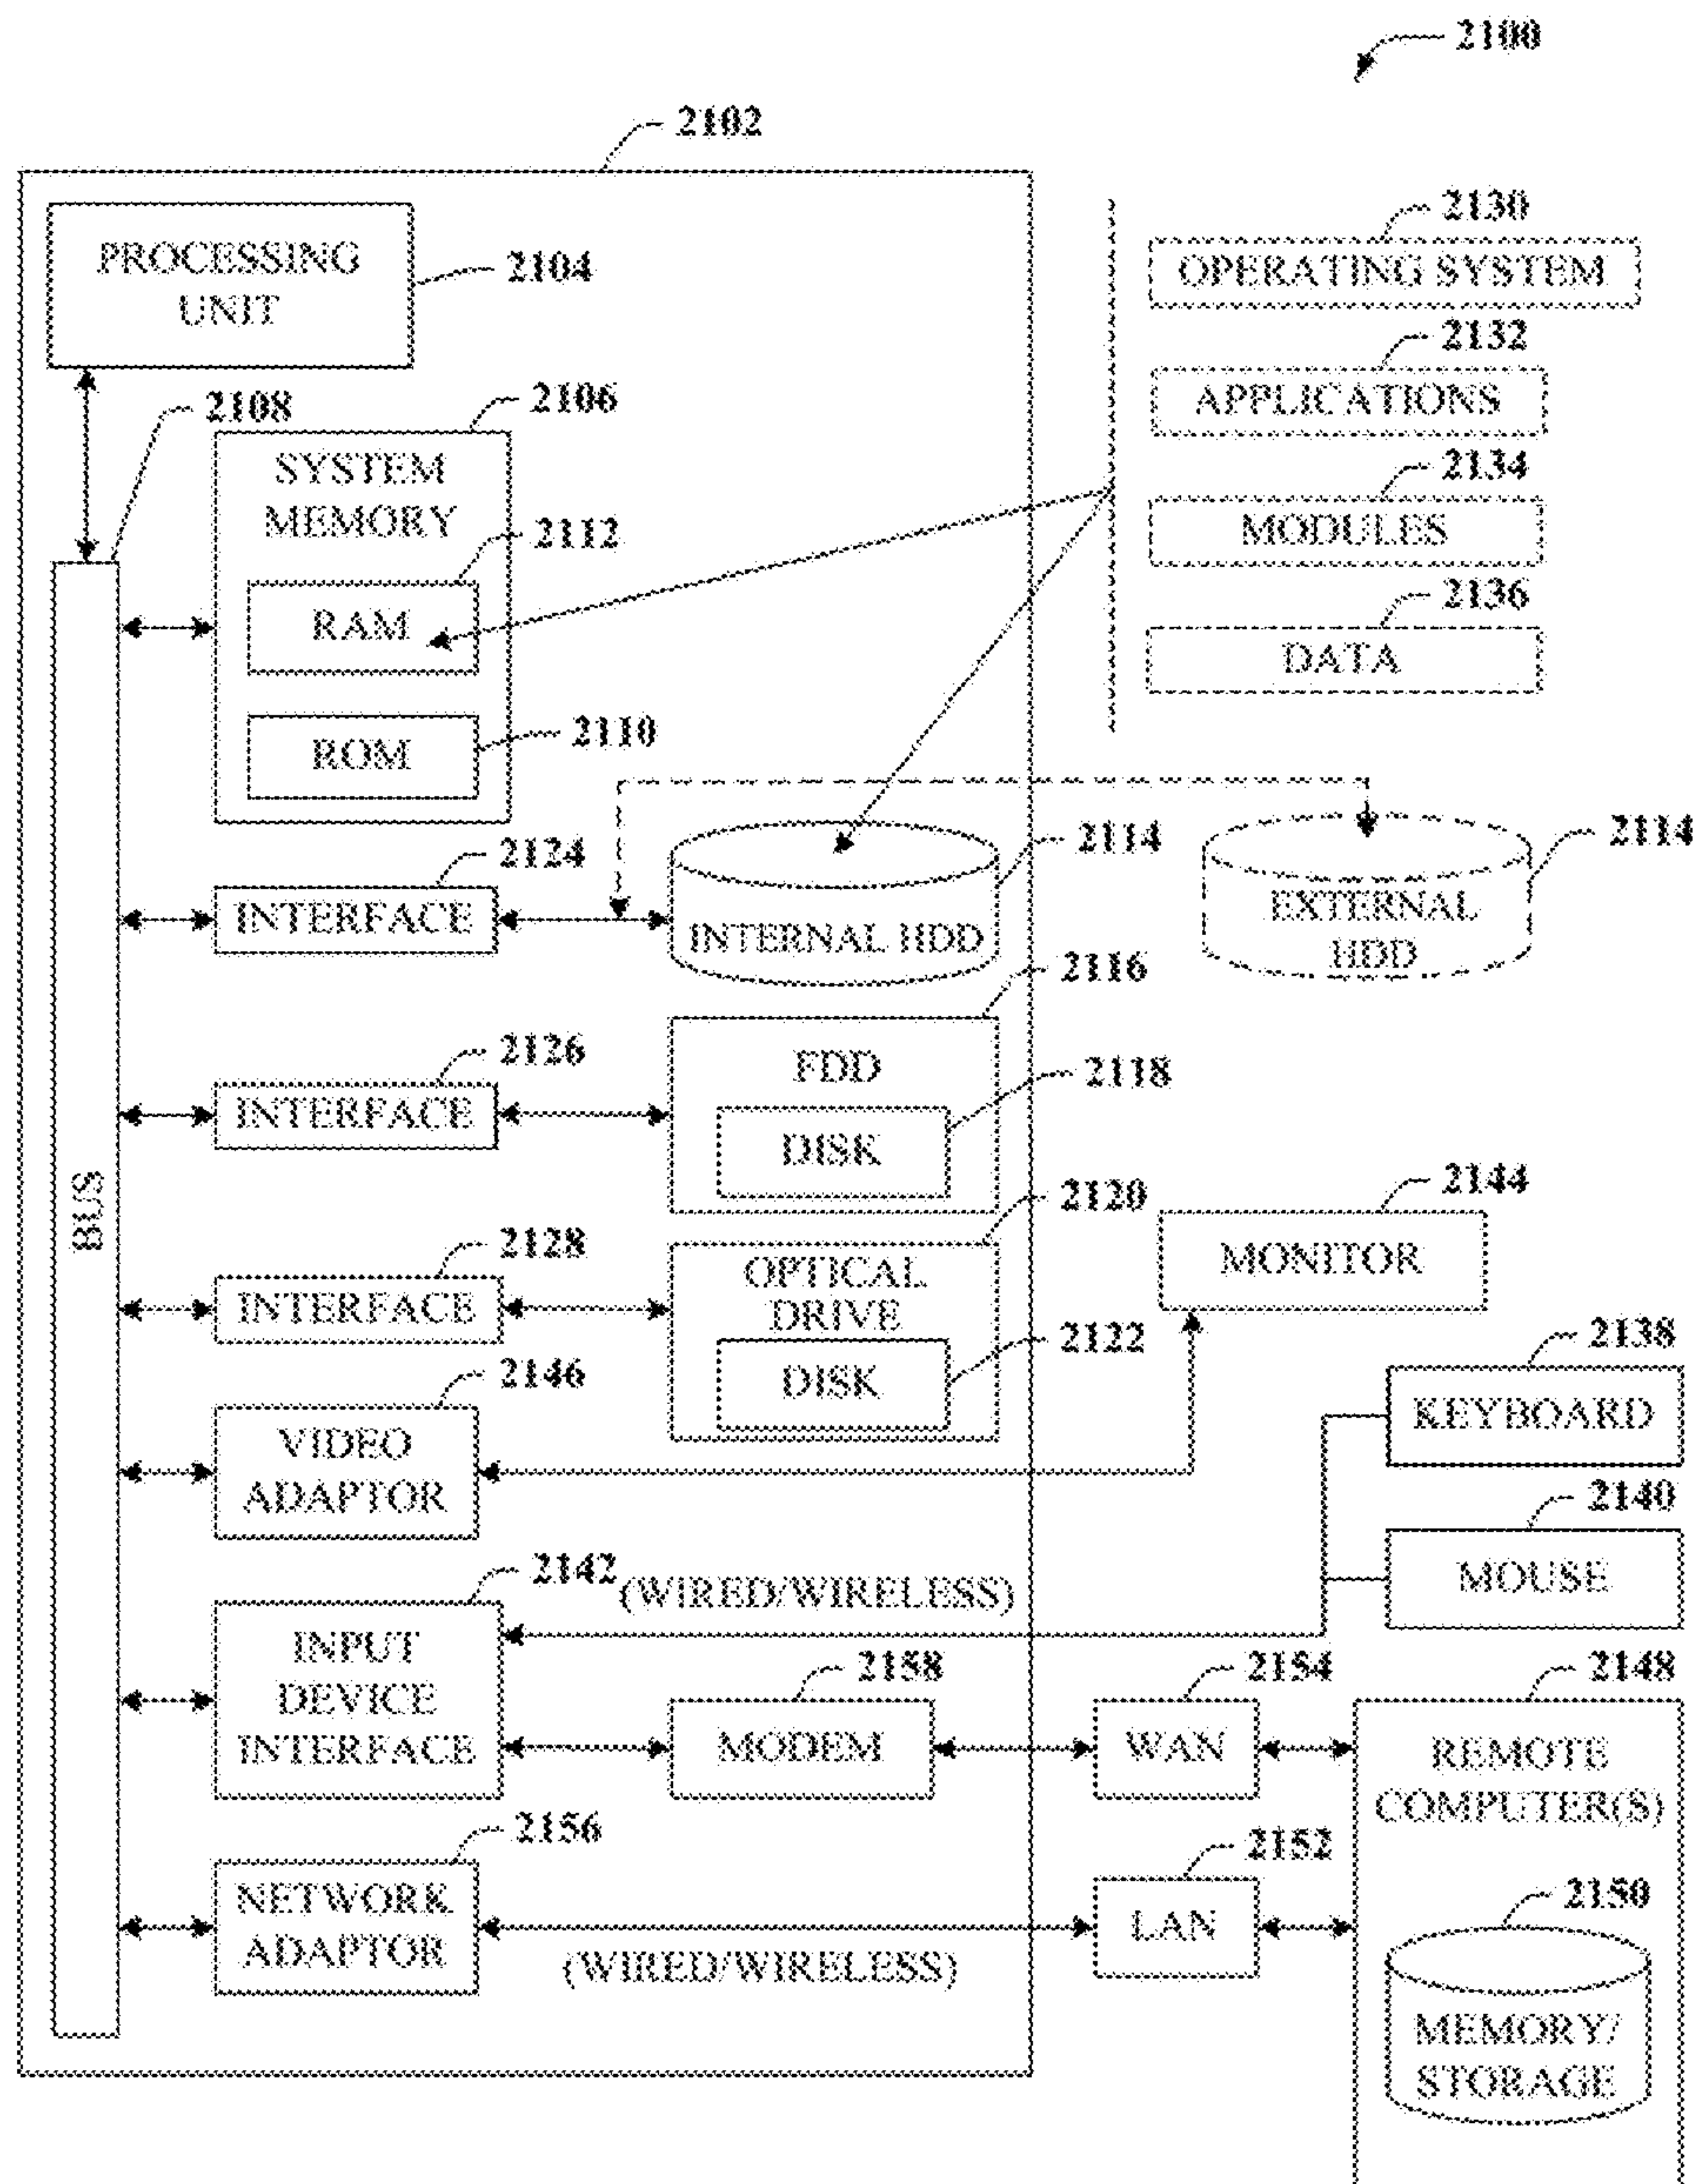 2100
2102
PROCESSING
UNIT
2104
2108
2106
SYSTEM
MEMORY
2112
RAM
2110
ROM
2130
OPERATING SYSTEM
2132
APPLICATIONS
2134
MODULES
2136
DATA
2124
INTERFACE
2114
INTERNAL HDD
2114
EXTERNAL
HDD
2126
INTERFACE
2116
FDD
2118
DISK
BUS
2128
INTERFACE
2120
OPTICAL
DRIVE
2122
DISK
2144
MONITOR
2146
VIDEO
ADAPTOR
2138
KEYBOARD
2140
MOUSE
2142
(WIRED/WIRELESS)
INPUT
DEVICE
INTERFACE
2158
MODEM
2154
WAN
2148
REMOTE
COMPUTER(S)
2156
NETWORK
ADAPTOR
(WIRED/WIRELESS)
2152
LAN
2150
MEMORY/
STORAGE